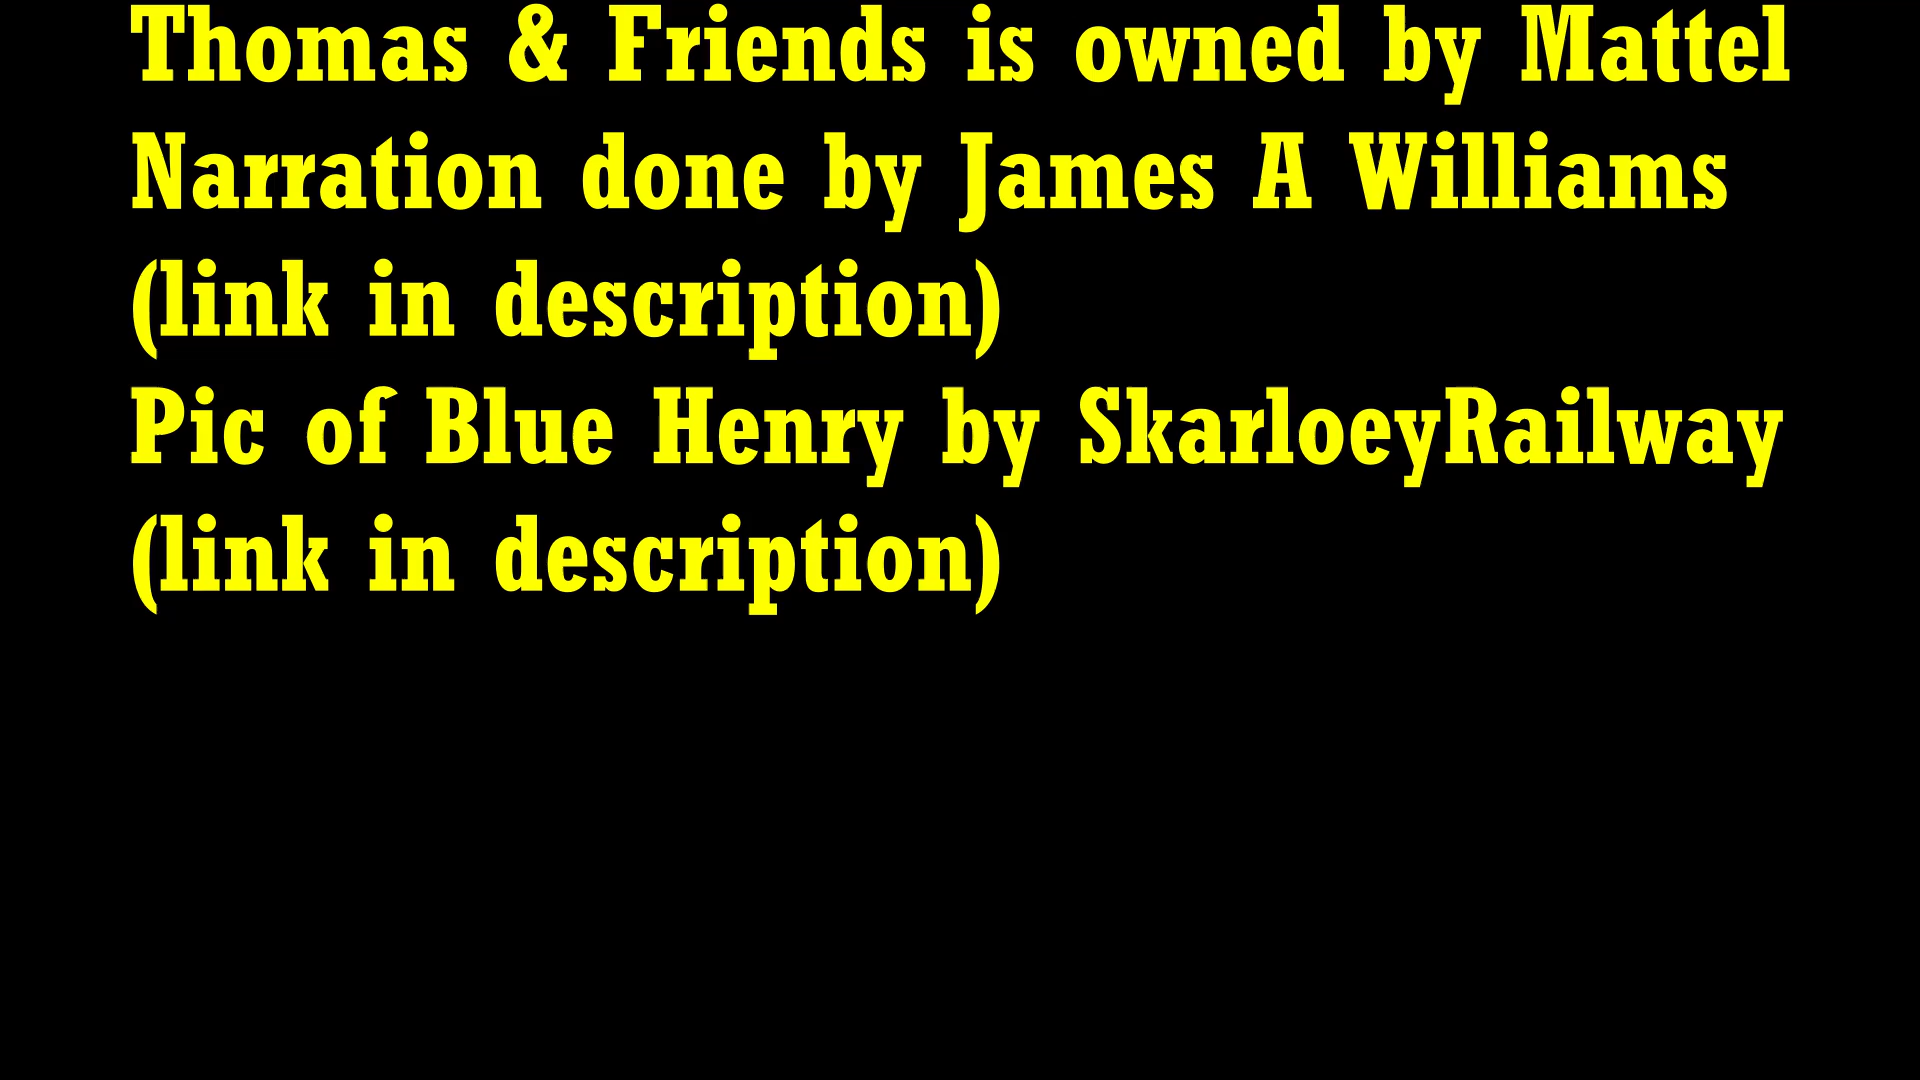 Thomas & Friends is owned by Mattel
Narration done by James A Williams
(link in description)
Pic of Blue Henry by SkarloeyRailway
(link in description)